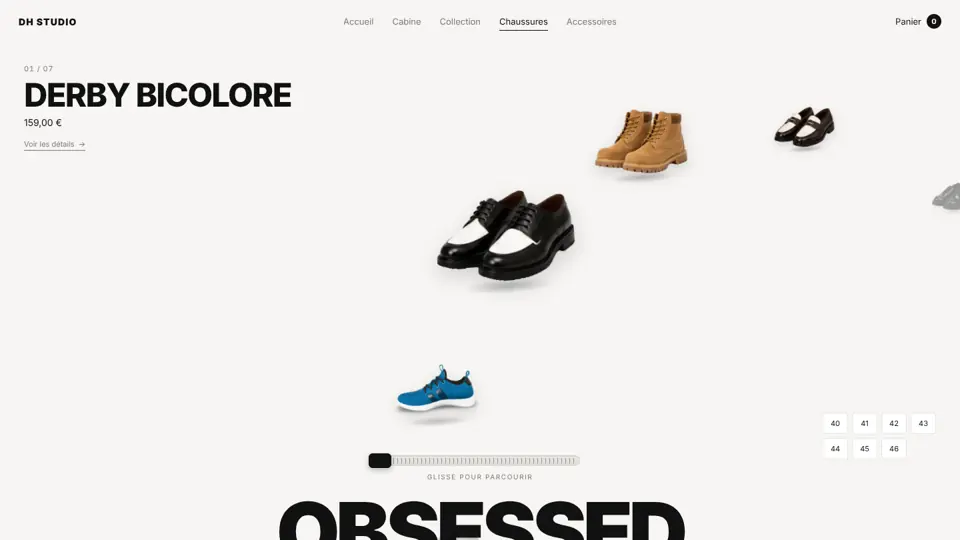 DH STUDIO
Accueil Cabine Collection Chaussures Accessoires
Panier 0
01 / 07
DERBY BICOLORE
159,00 €
Voir les détails →
40 41 42 43
44 45 46
GLISSE POUR PARCOURIR
OBSESSED